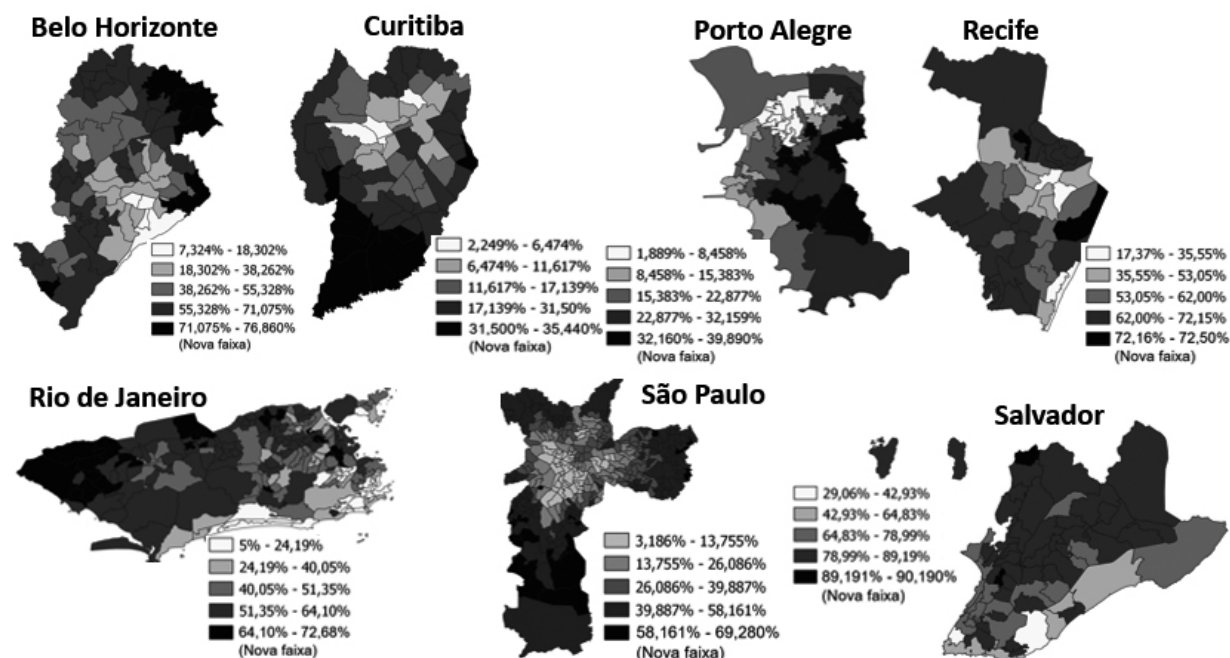 Belo Horizonte
7,324% - 18,302%
18,302% - 38,262%
38,262% - 55,328%
55,328% - 71,075%
71,075% - 76,860%
(Nova faixa)
Curitiba
2,249% - 6,474%
6,474% - 11,617%
11,617% - 17,139%
17,139% - 31,50%
31,500% - 35,440%
(Nova faixa)
Porto Alegre
1,889% - 8,458%
8,458% - 15,383%
15,383% - 22,877%
22,877% - 32,159%
32,160% - 39,890%
(Nova faixa)
Recife
17,37% - 35,55%
35,55% - 53,05%
53,05% - 62,00%
62,00% - 72,15%
72,16% - 72,50%
(Nova faixa)
Rio de Janeiro
5% - 24,19%
24,19% - 40,05%
40,05% - 51,35%
51,35% - 64,10%
64,10% - 72,68%
(Nova faixa)
São Paulo
3,186% - 13,755%
13,755% - 26,086%
26,086% - 39,887%
39,887% - 58,161%
58,161% - 69,280%
(Nova faixa)
Salvador
29,06% - 42,93%
42,93% - 64,83%
64,83% - 78,99%
78,99% - 89,19%
89,191% - 90,190%
(Nova faixa)